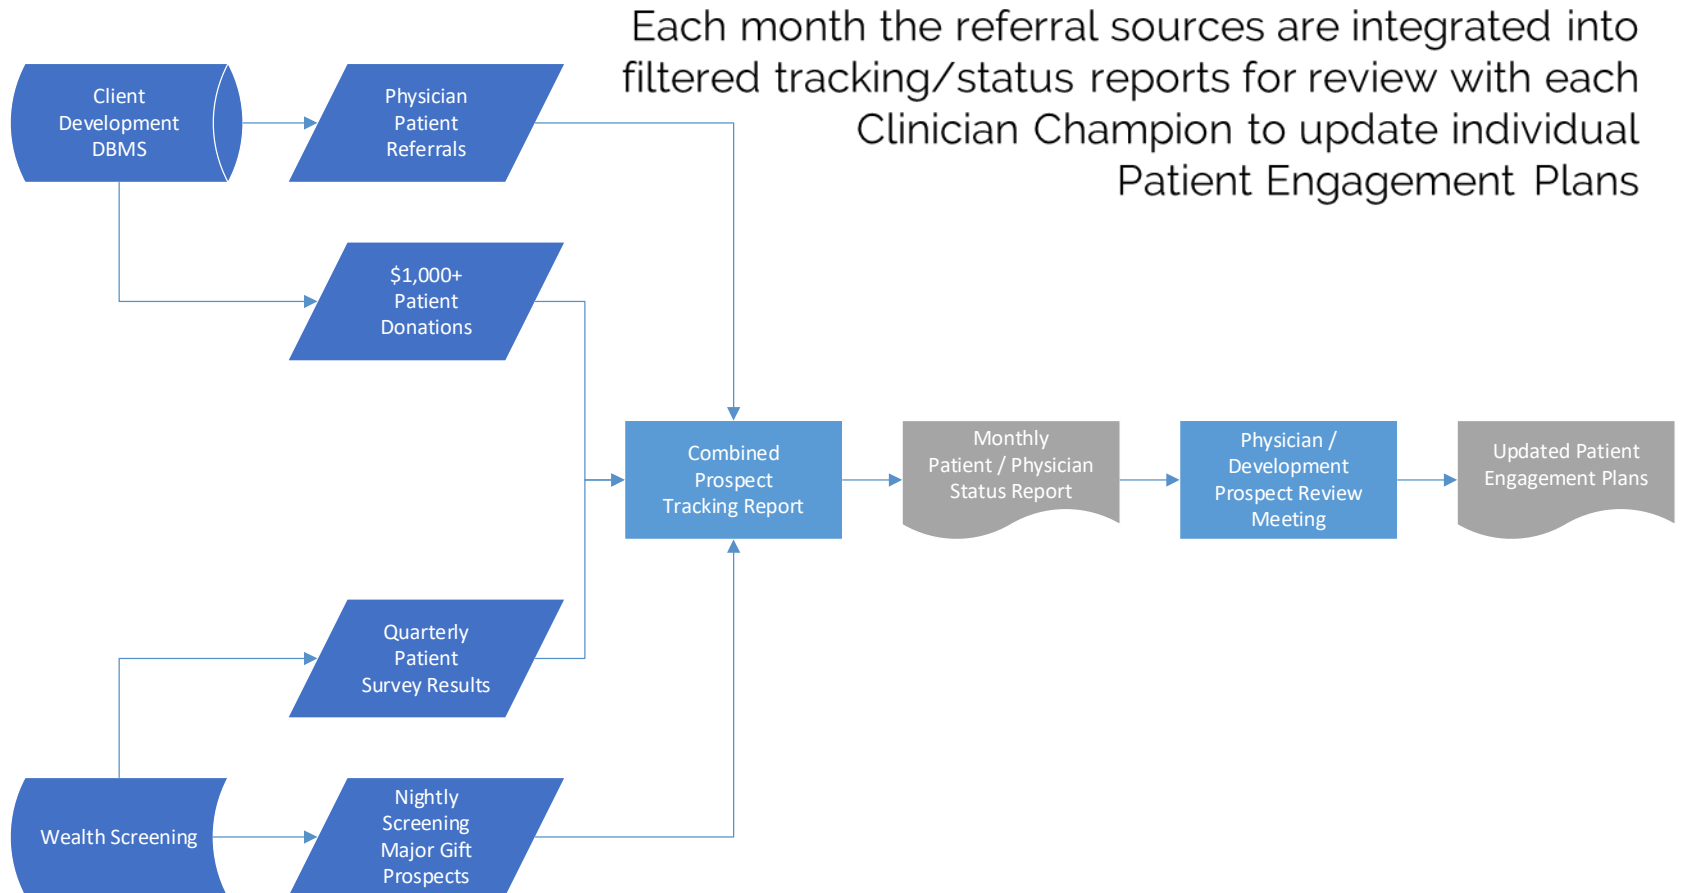 Each month the referral sources are integrated into
filtered tracking/status reports for review with each
Clinician Champion to update individual
Patient Engagement Plans
Client
Development
DBMS
Physician
Patient
Referrals
$1,000+
Patient
Donations
Combined
Prospect
Tracking Report
Monthly
Patient / Physician
Status Report
Physician /
Development
Prospect Review
Meeting
Updated Patient
Engagement Plans
Quarterly
Patient
Survey Results
Wealth Screening
Nightly
Screening
Major Gift
Prospects